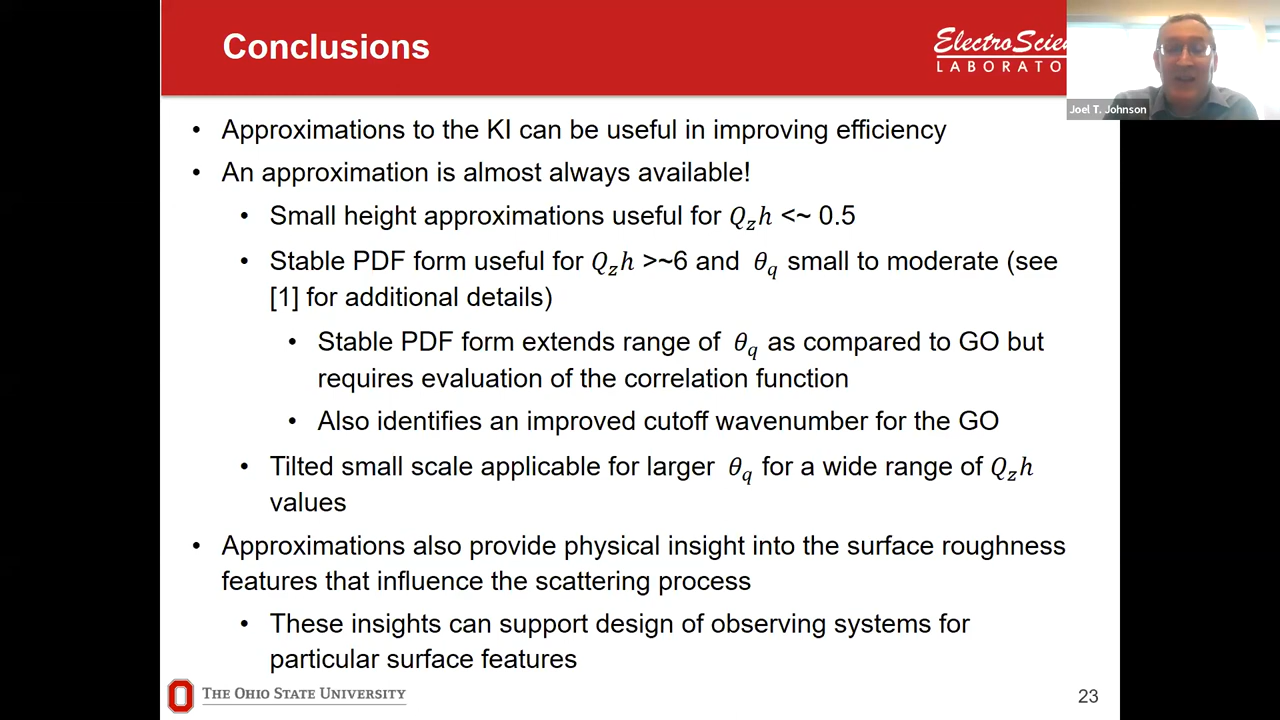 Conclusions
ElectroScien
LABORATO
Joel T. Johnson
• Approximations to the KI can be useful in improving efficiency
• An approximation is almost always available!
• Small height approximations useful for Q_z h <~ 0.5
• Stable PDF form useful for Q_z h >~6 and θ_q small to moderate (see
[1] for additional details)
• Stable PDF form extends range of θ_q as compared to GO but
requires evaluation of the correlation function
• Also identifies an improved cutoff wavenumber for the GO
• Tilted small scale applicable for larger θ_q for a wide range of Q_z h
values
• Approximations also provide physical insight into the surface roughness
features that influence the scattering process
• These insights can support design of observing systems for
particular surface features
THE OHIO STATE UNIVERSITY
23